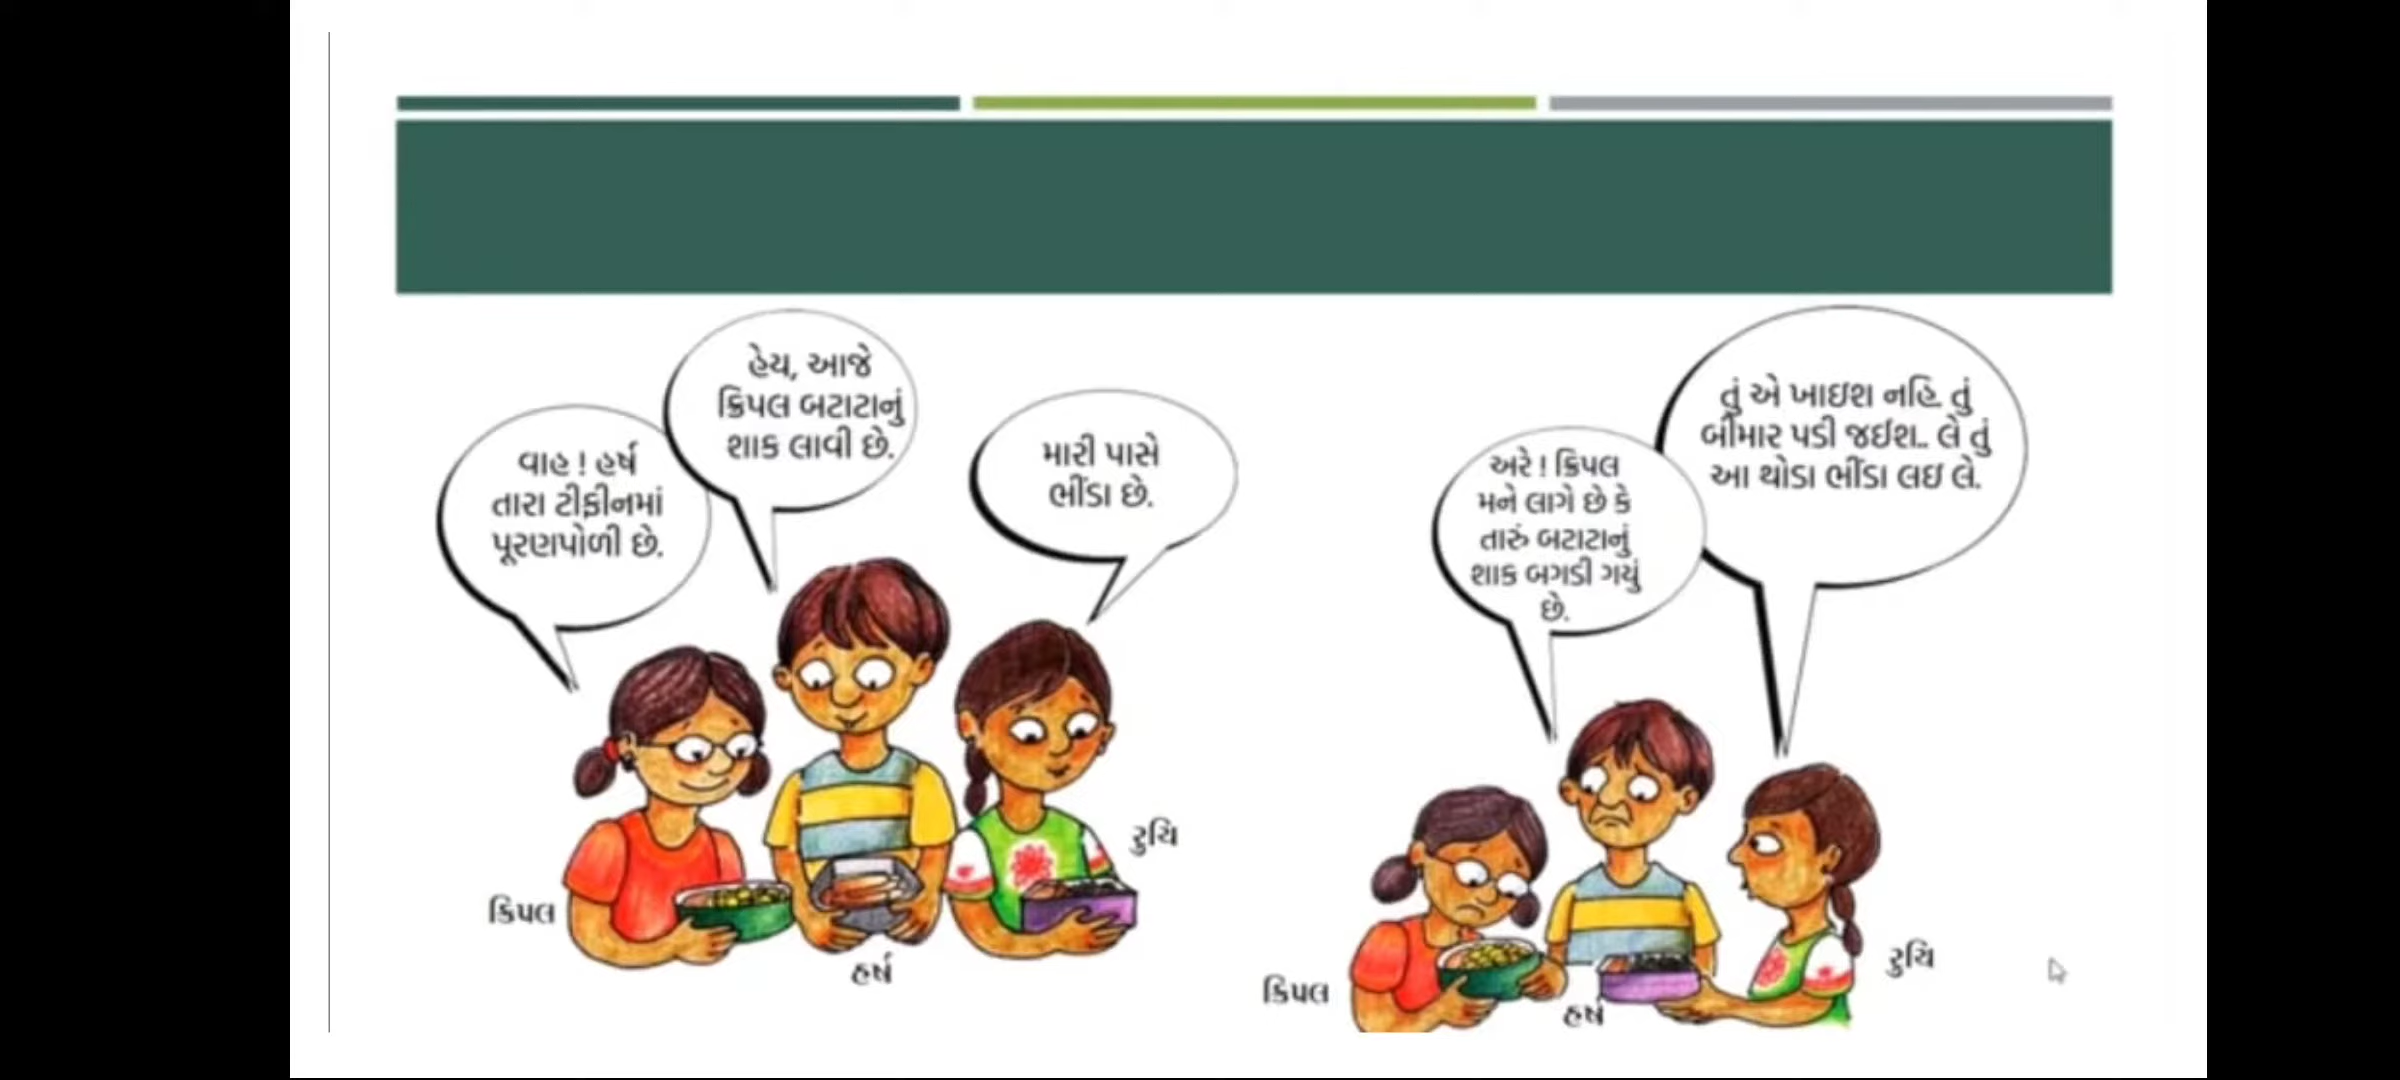 વાહ ! હર્ષ
તારા ટીફીનમાં
પૂરણપોળી છે.
હેય, આજે
ક્રિપલ બટાટાનું
શાક લાવી છે.
મારી પાસે
ભીંડા છે.
ક્રિપલ
હર્ષ
રુચિ
અરે ! ક્રિપલ
મને લાગે છે કે
તારું બટાટાનું
શાક બગડી ગયું
છે.
તું એ ખાઇશ નહિ. તું
બીમાર પડી જઈશ.. લે તું
આ થોડા ભીંડા લઇ લે.
ક્રિપલ
હર્ષ
રુચિ